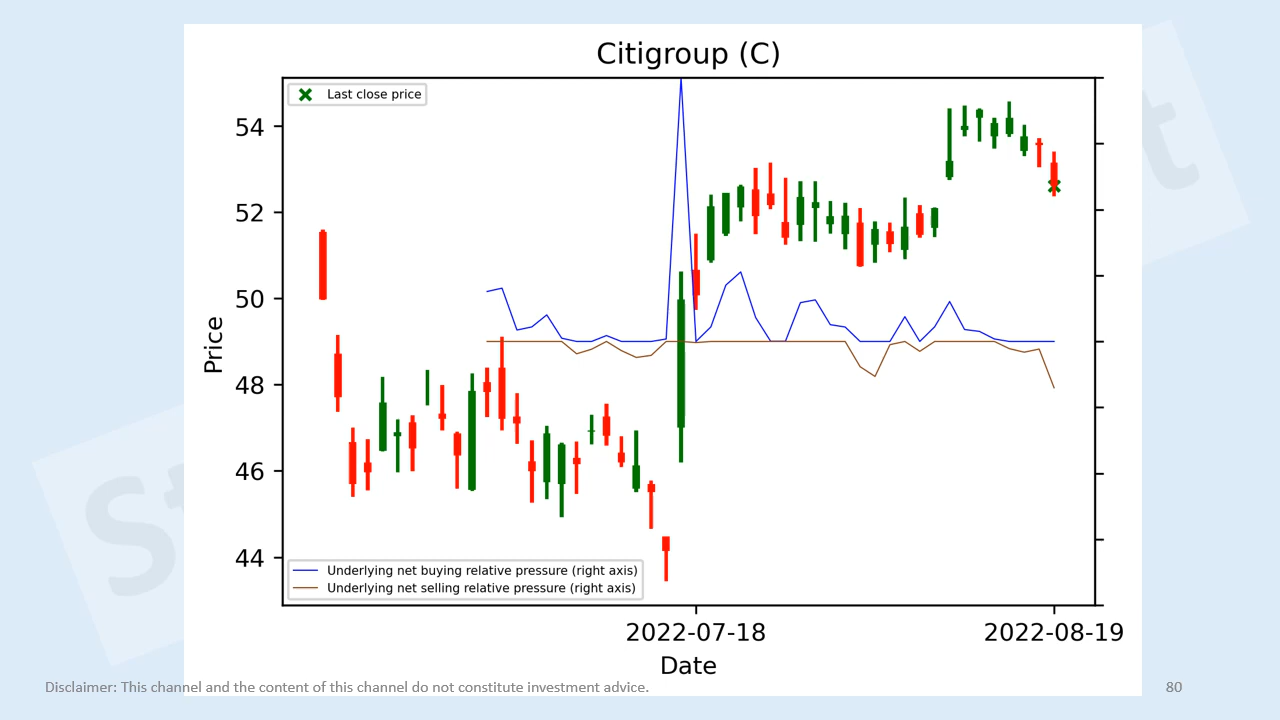 Citigroup (C)
Last close price
54
52
50
48
46
44
Price
Underlying net buying relative pressure (right axis)
Underlying net selling relative pressure (right axis)
2022-07-18
2022-08-19
Date
Disclaimer: This channel and the content of this channel do not constitute investment advice.
80